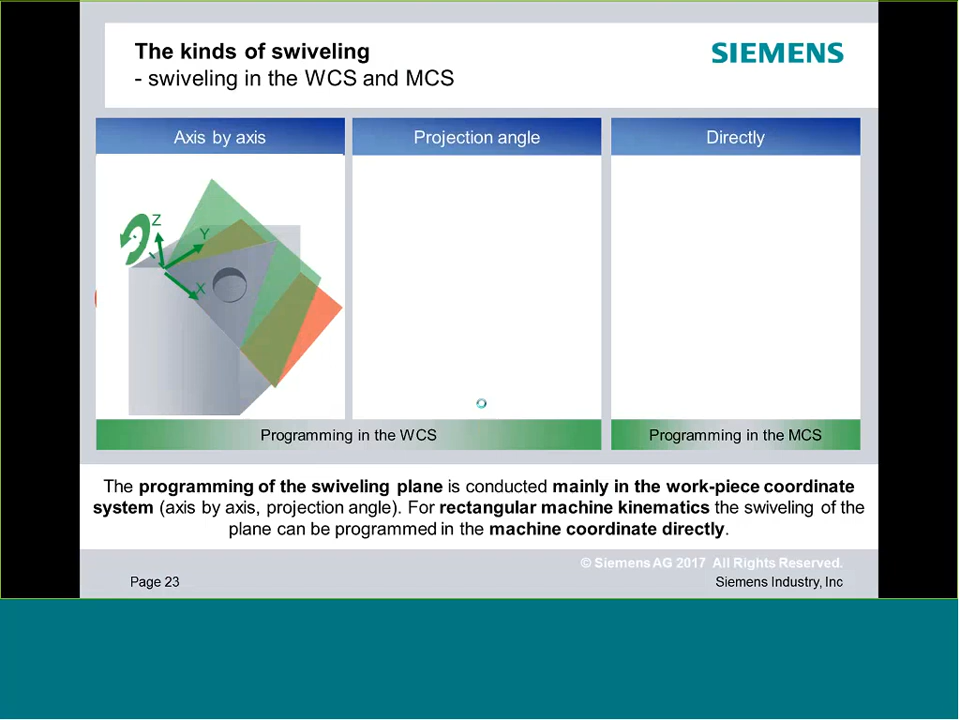 The kinds of swiveling
- swiveling in the WCS and MCS
SIEMENS
Axis by axis
Projection angle
Directly
Z
Y
X
Programming in the WCS
Programming in the MCS
The programming of the swiveling plane is conducted mainly in the work-piece coordinate
system (axis by axis, projection angle). For rectangular machine kinematics the swiveling of the
plane can be programmed in the machine coordinate directly.
© Siemens AG 2017 All Rights Reserved.
Page 23
Siemens Industry, Inc